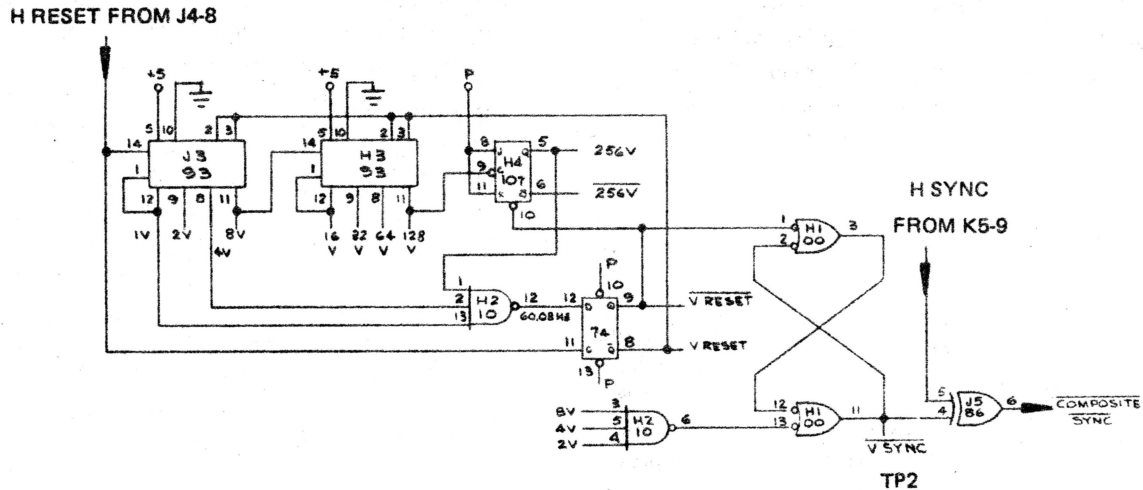 H RESET FROM J4-8
+5
+5
P
5 10 2 3
5 10 2 3
14
J3
93
14
H3
93
8
H4
107
5
256V
1
1
9
11
6
256V
12 9 8 11
12 9 8 11
10
1V 2V 4V 8V
16 V
32 V
64 V
128 V
H SYNC
FROM K5-9
1
2
H1
00
3
P
10
1
2
13
H2
10
12
60.08Hz
12
D
Q
9
V RESET
74
11
C
Q
8
V RESET
13
P
8V
4V
2V
3
5
4
H2
10
6
12
13
H1
00
11
5
4
J5
86
6
COMPOSITE
SYNC
V SYNC
TP2